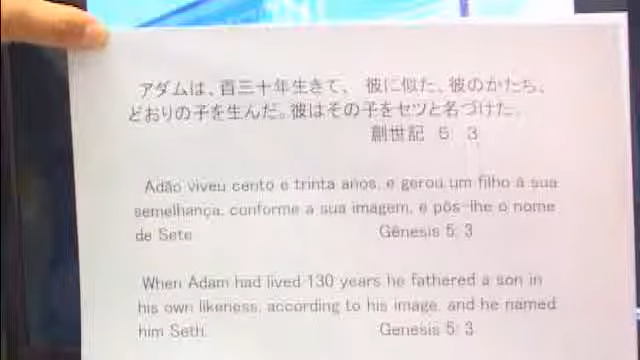 アダムは、百三十年生きて、 彼に似た、彼のかたち、
どおりの子を生んだ。彼はその子をセツと名づけた。
創世記 5 3
Adão viveu cento e trinta anos, e gerou um filho à sua
semelhança, conforme a sua imagem, e pôs-lhe o nome
de Sete Gênesis 5: 3
When Adam had lived 130 years he fathered a son in
his own likeness, according to his image, and he named
him Seth. Genesis 5: 3